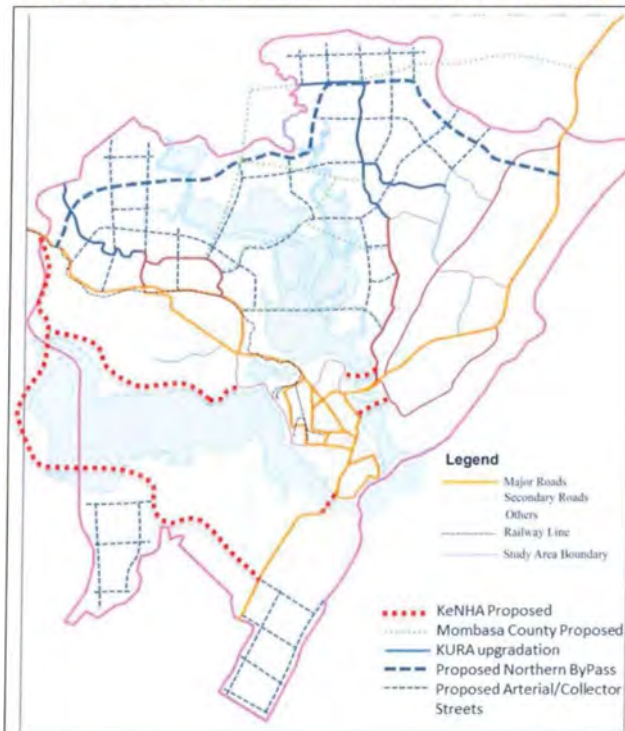 Legend
Major Roads
Secondary Roads
Others
Railway Line
Study Area Boundary
KeNHA Proposed
Mombasa County Proposed
KURA upgradation
Proposed Northern ByPass
Proposed Arterial/Collector
Streets